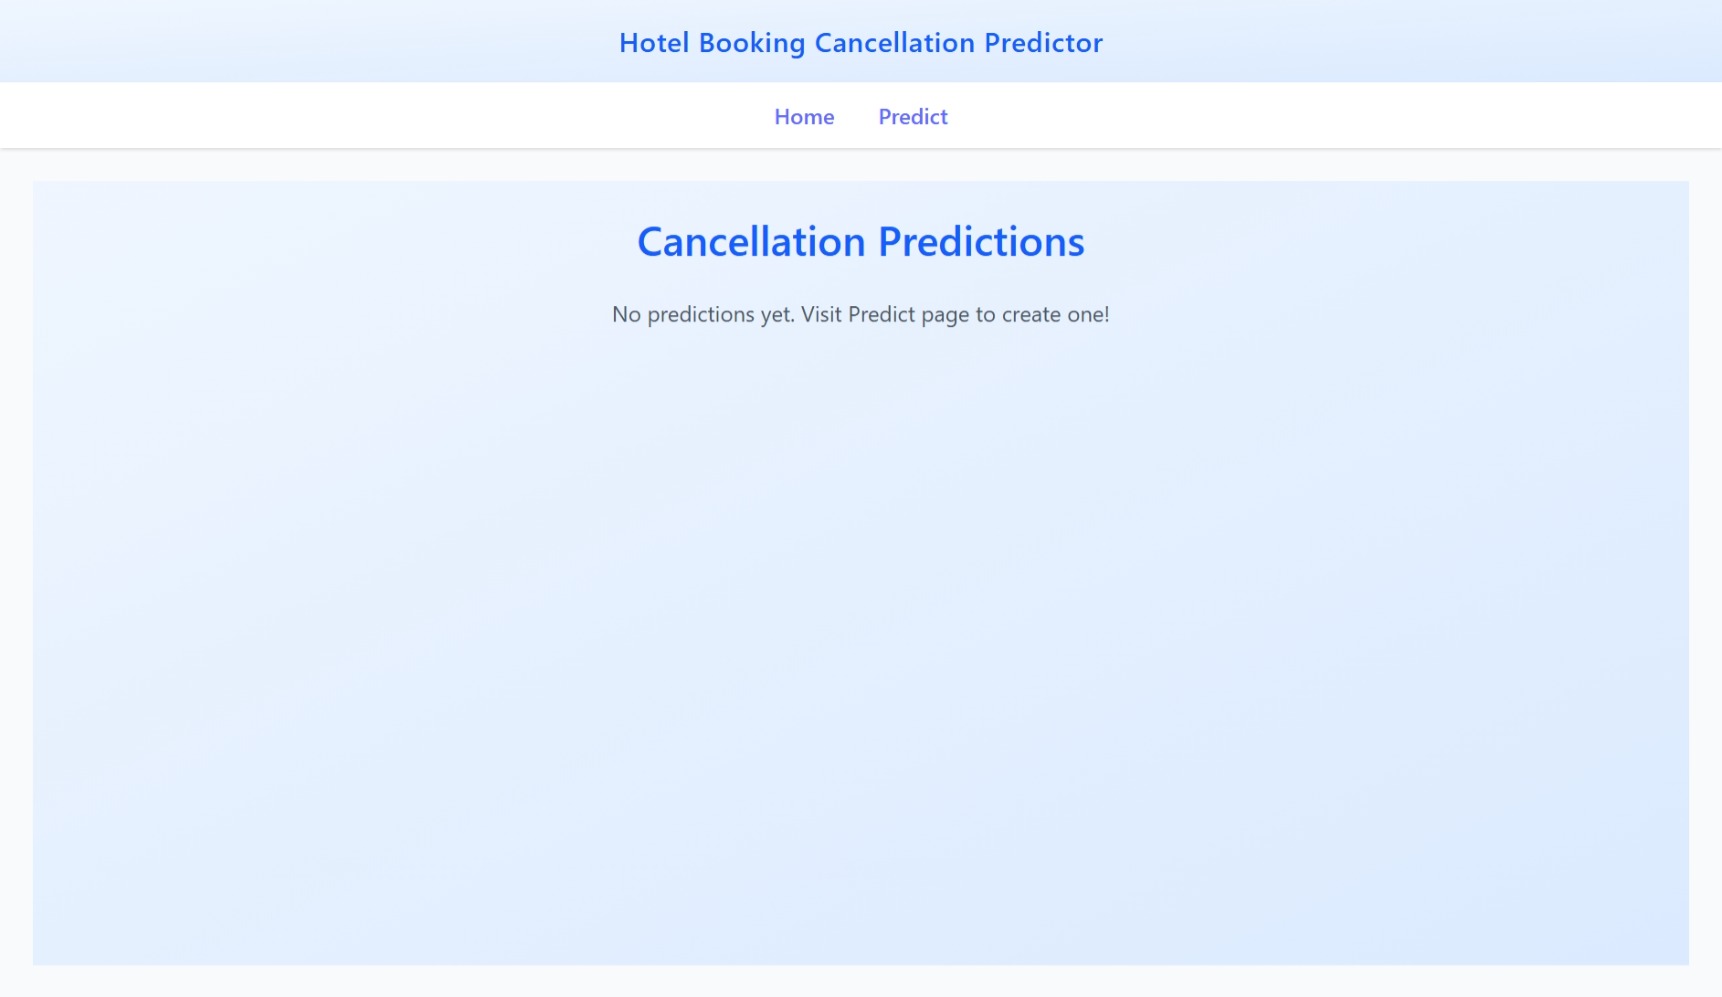 Hotel Booking Cancellation Predictor
Home Predict
Cancellation Predictions
No predictions yet. Visit Predict page to create one!